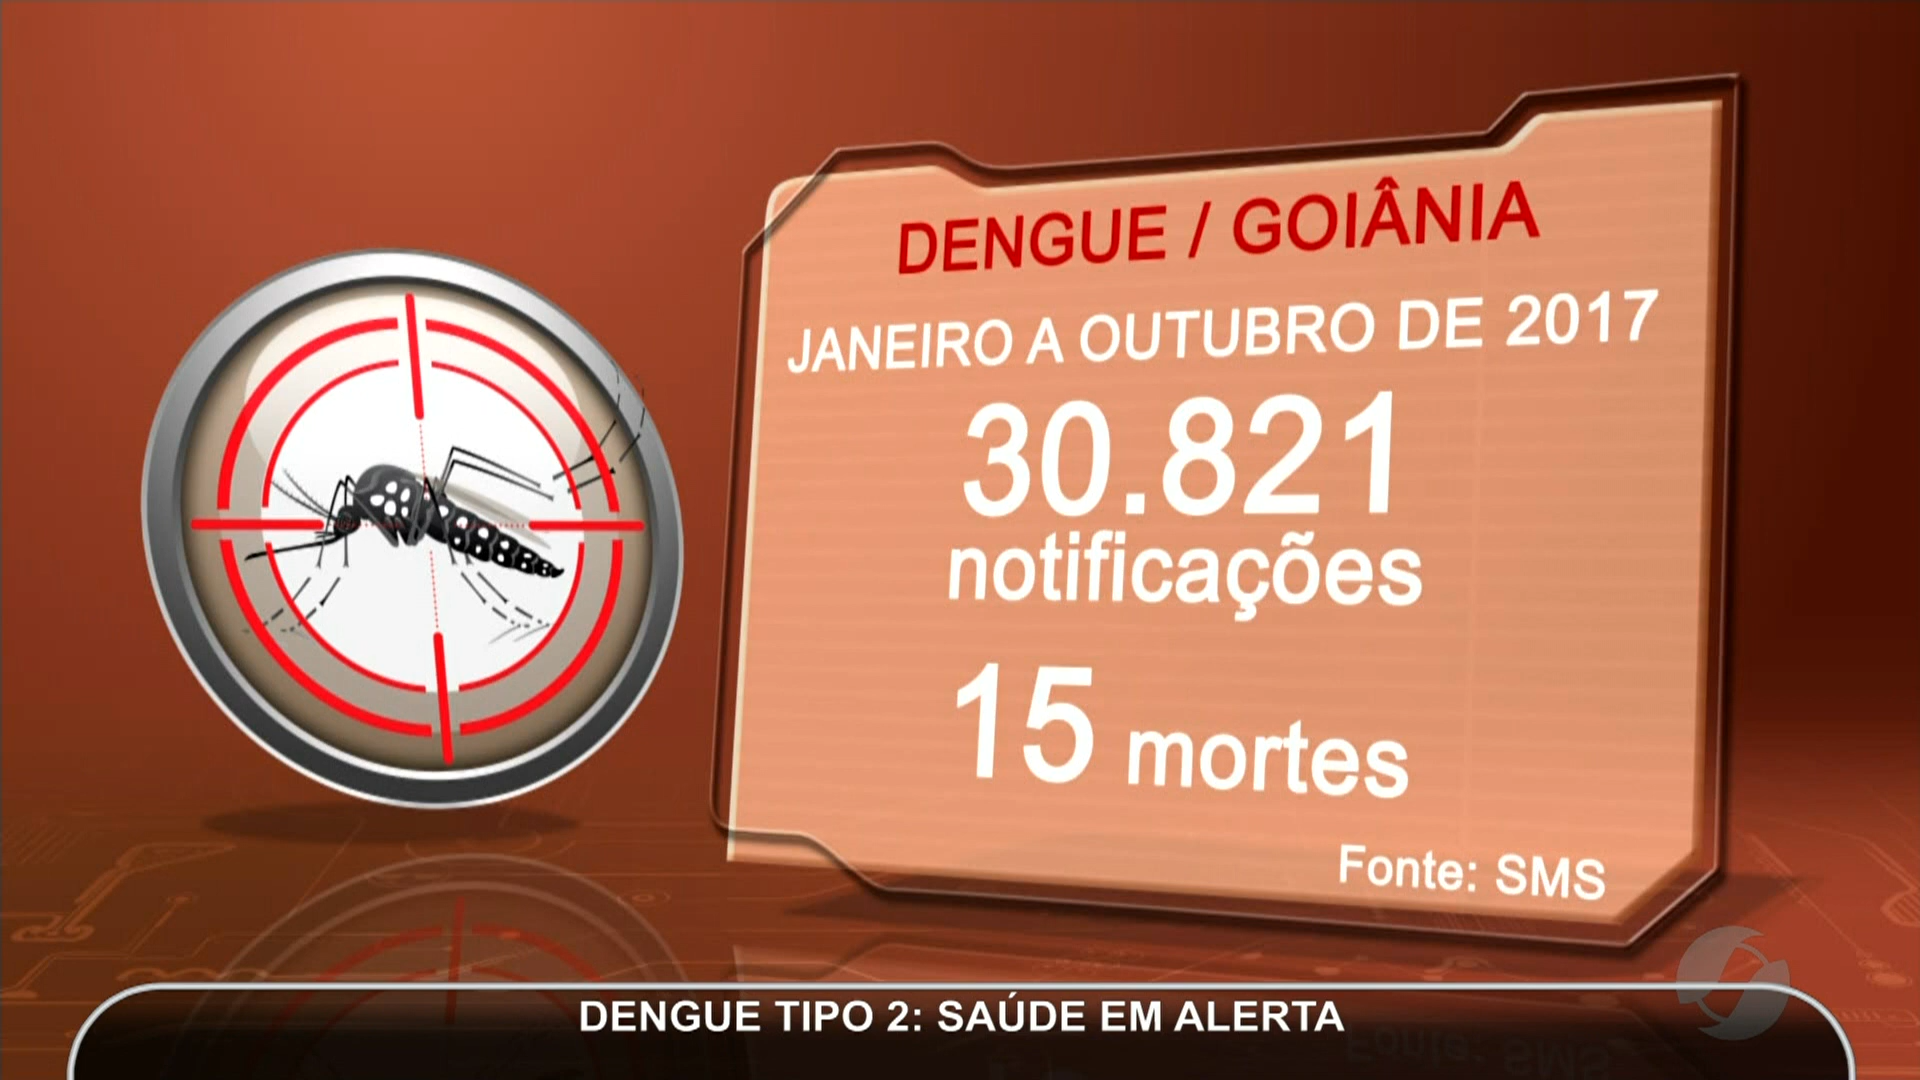 DENGUE / GOIÂNIA
JANEIRO A OUTUBRO DE 2017
30.821
notificações
15 mortes
Fonte: SMS
DENGUE TIPO 2: SAÚDE EM ALERTA